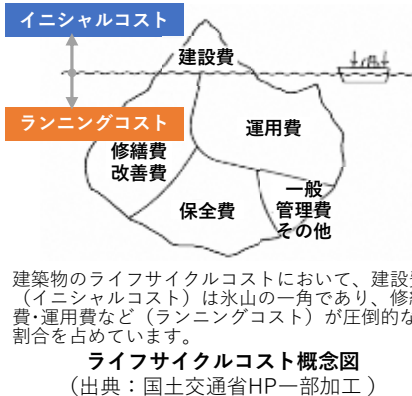 イニシャルコスト
建設費
ランニングコスト
運用費
修繕費
改善費
保全費
一般
管理費
その他
建築物のライフサイクルコストにおいて、建設費
（イニシャルコスト）は氷山の一角であり、修繕
費・運用費など（ランニングコスト）が圧倒的な
割合を占めています。
ライフサイクルコスト概念図
（出典：国土交通省HP一部加工）